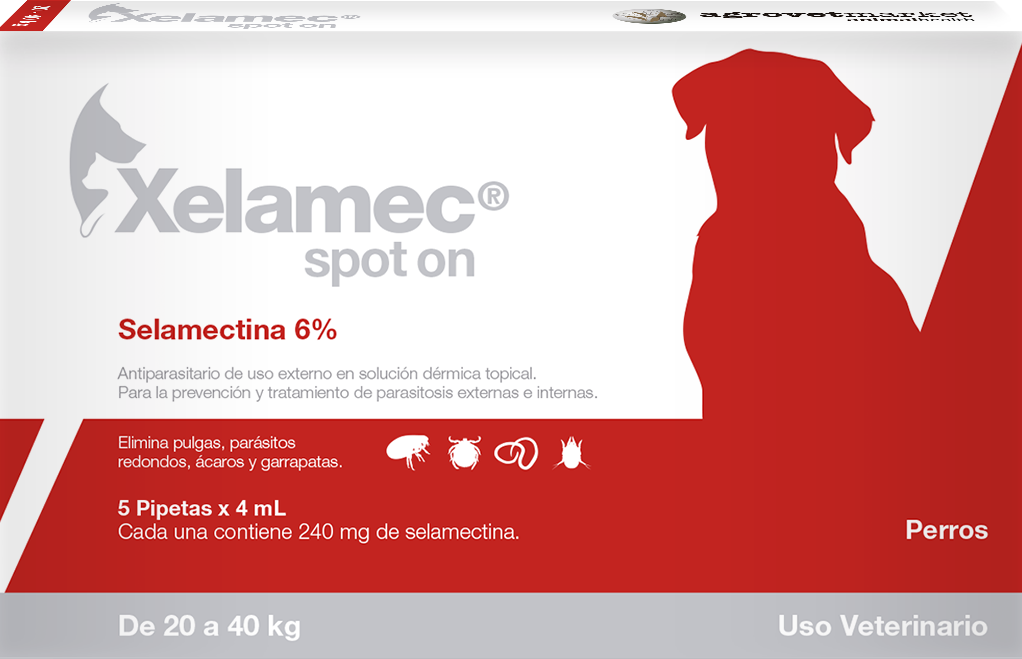 Xelamec®
spot on
agrovetmarket
animalhealth
Xelamec®
spot on
Selamectina 6%
Antiparasitario de uso externo en solución dérmica topical.
Para la prevención y tratamiento de parasitosis externas e internas.
Elimina pulgas, parásitos
redondos, ácaros y garrapatas.
5 Pipetas x 4 mL
Cada una contiene 240 mg de selamectina.
Perros
De 20 a 40 kg
Uso Veterinario